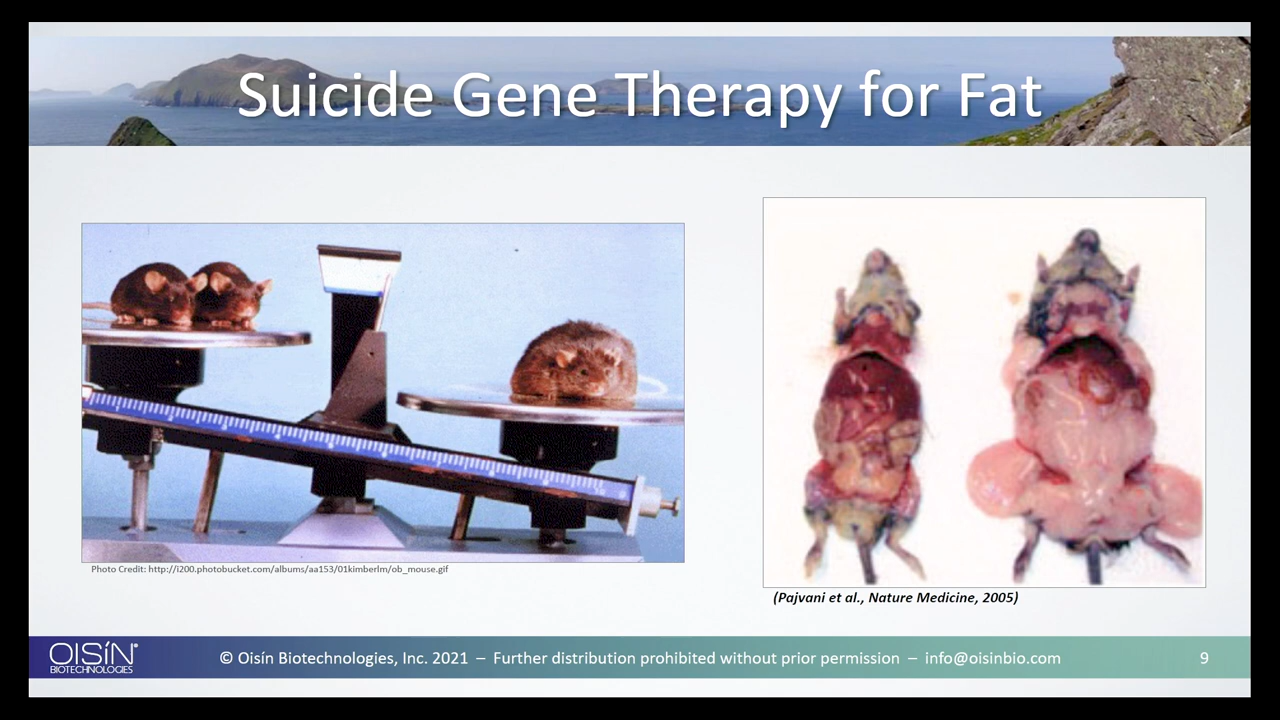 Suicide Gene Therapy for Fat
Photo Credit: http://i200.photobucket.com/albums/aa153/01kimberlm/ob_mouse.gif
(Pajvani et al., Nature Medicine, 2005)
OISÍN®
BIOTECHNOLOGIES
© Oisín Biotechnologies, Inc. 2021 – Further distribution prohibited without prior permission – info@oisinbio.com
9